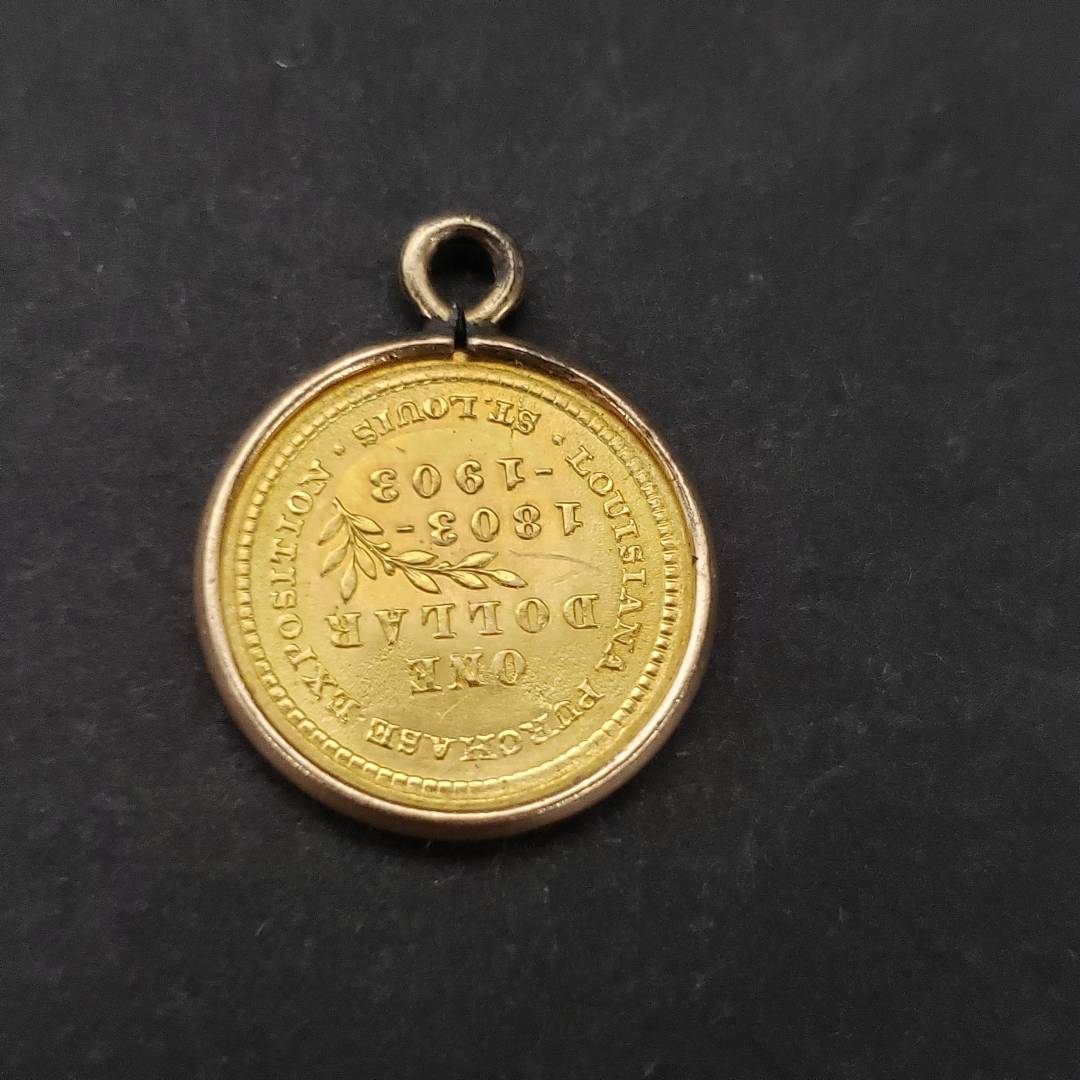 LOUISIANA PURCHASE EXPOSITION · ST. LOUIS ·
ONE
DOLLAR
1803-
-1903